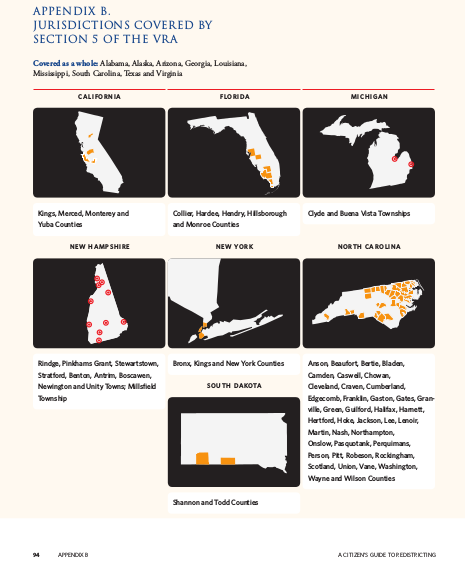 APPENDIX B.
JURISDICTIONS COVERED BY
SECTION 5 OF THE VRA
Covered as a whole: Alabama, Alaska, Arizona, Georgia, Louisiana,
Mississippi, South Carolina, Texas and Virginia
CALIFORNIA
Kings, Merced, Monterey and
Yuba Counties
FLORIDA
Collier, Hardee, Hendry, Hillsborough
and Monroe Counties
MICHIGAN
Clyde and Buena Vista Townships
NEW HAMPSHIRE
Rindge, Pinkhams Grant, Stewartstown,
Stratford, Benton, Antrim, Boscawen,
Newington and Unity Towns; Millsfield
Township
NEW YORK
Bronx, Kings and New York Counties
SOUTH DAKOTA
Shannon and Todd Counties
NORTH CAROLINA
Anson, Beaufort, Bertie, Bladen,
Camden, Caswell, Chowan,
Cleveland, Craven, Cumberland,
Edgecomb, Franklin, Gaston, Gates, Gran-
ville, Green, Guilford, Halifax, Harnett,
Hertford, Hoke, Jackson, Lee, Lenoir,
Martin, Nash, Northampton,
Onslow, Pasquotank, Perquimans,
Person, Pitt, Robeson, Rockingham,
Scotland, Union, Vane, Washington,
Wayne and Wilson Counties
94 APPENDIX B
A CITIZEN'S GUIDE TO REDISTRICTING